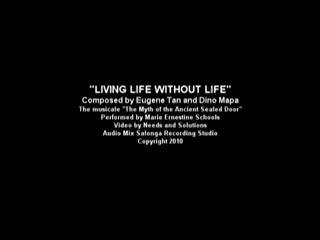 "LIVING LIFE WITHOUT LIFE"
Composed by Eugene Tan and Dino Mapa
The musicale "The Myth of the Ancient Sealed Door"
Performed by Marie Ernestine Schools
Video by Needs and Solutions
Audio Mix Salonga Recording Studio
Copyright 2010